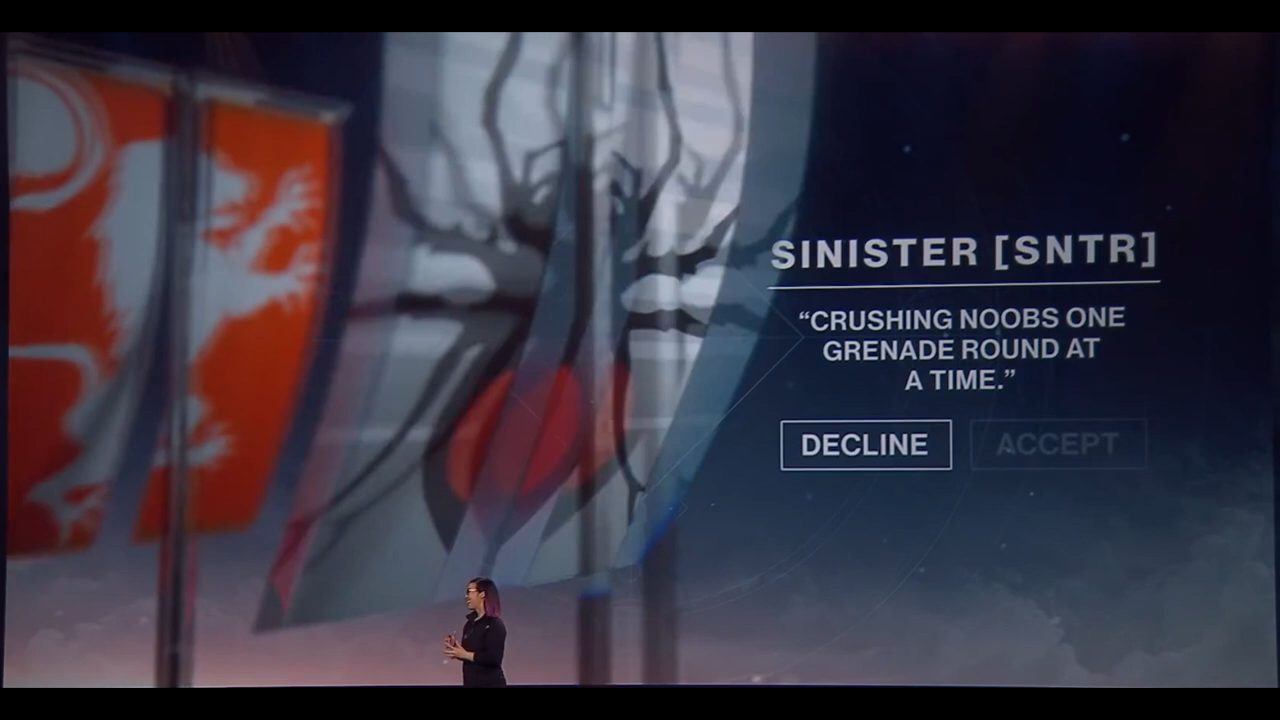 SINISTER [SNTR]
“CRUSHING NOOBS ONE
GRENADE ROUND AT
A TIME.”
DECLINE
ACCEPT